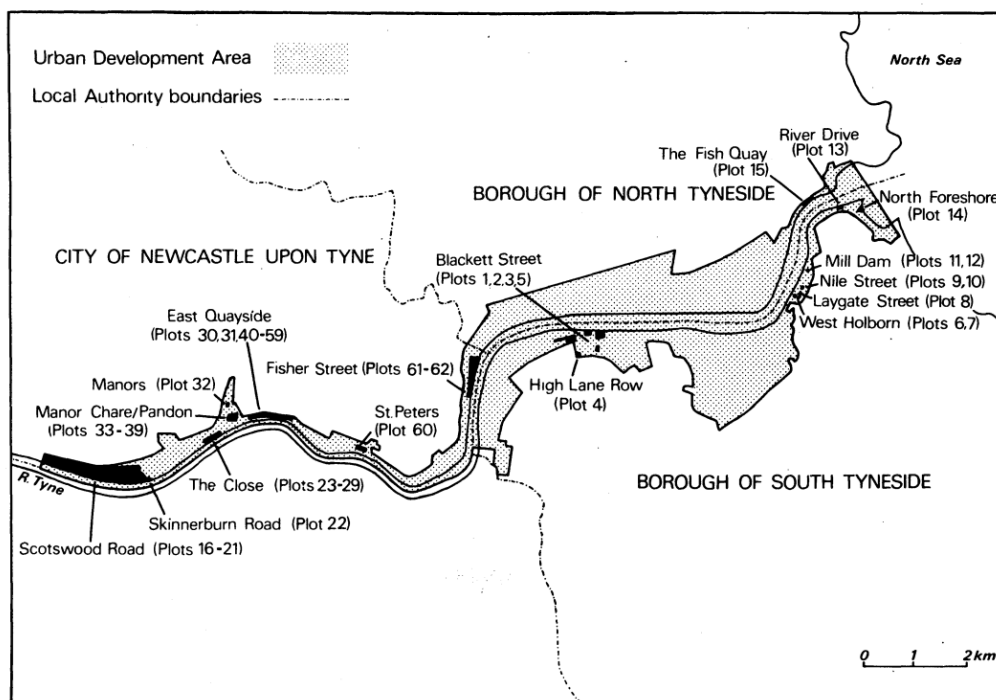 Urban Development Area
Local Authority boundaries
North Sea
River Drive
(Plot 13)
The Fish Quay
(Plot 15)
BOROUGH OF NORTH TYNESIDE
North Foreshore
(Plot 14)
CITY OF NEWCASTLE UPON TYNE
Blackett Street
(Plots 1,2,3,5)
Mill Dam (Plots 11,12)
Nile Street (Plots 9,10)
Laygate Street (Plot 8)
West Holborn (Plots 6,7)
East Quayside
(Plots 30,31,40-59)
Fisher Street (Plots 61-62)
High Lane Row
(Plot 4)
Manors (Plot 32)
Manor Chare/Pandon
(Plots 33-39)
St. Peters
(Plot 60)
R. Tyne
The Close (Plots 23-29)
BOROUGH OF SOUTH TYNESIDE
Skinnerburn Road (Plot 22)
Scotswood Road (Plots 16-21)
0 1 2 km